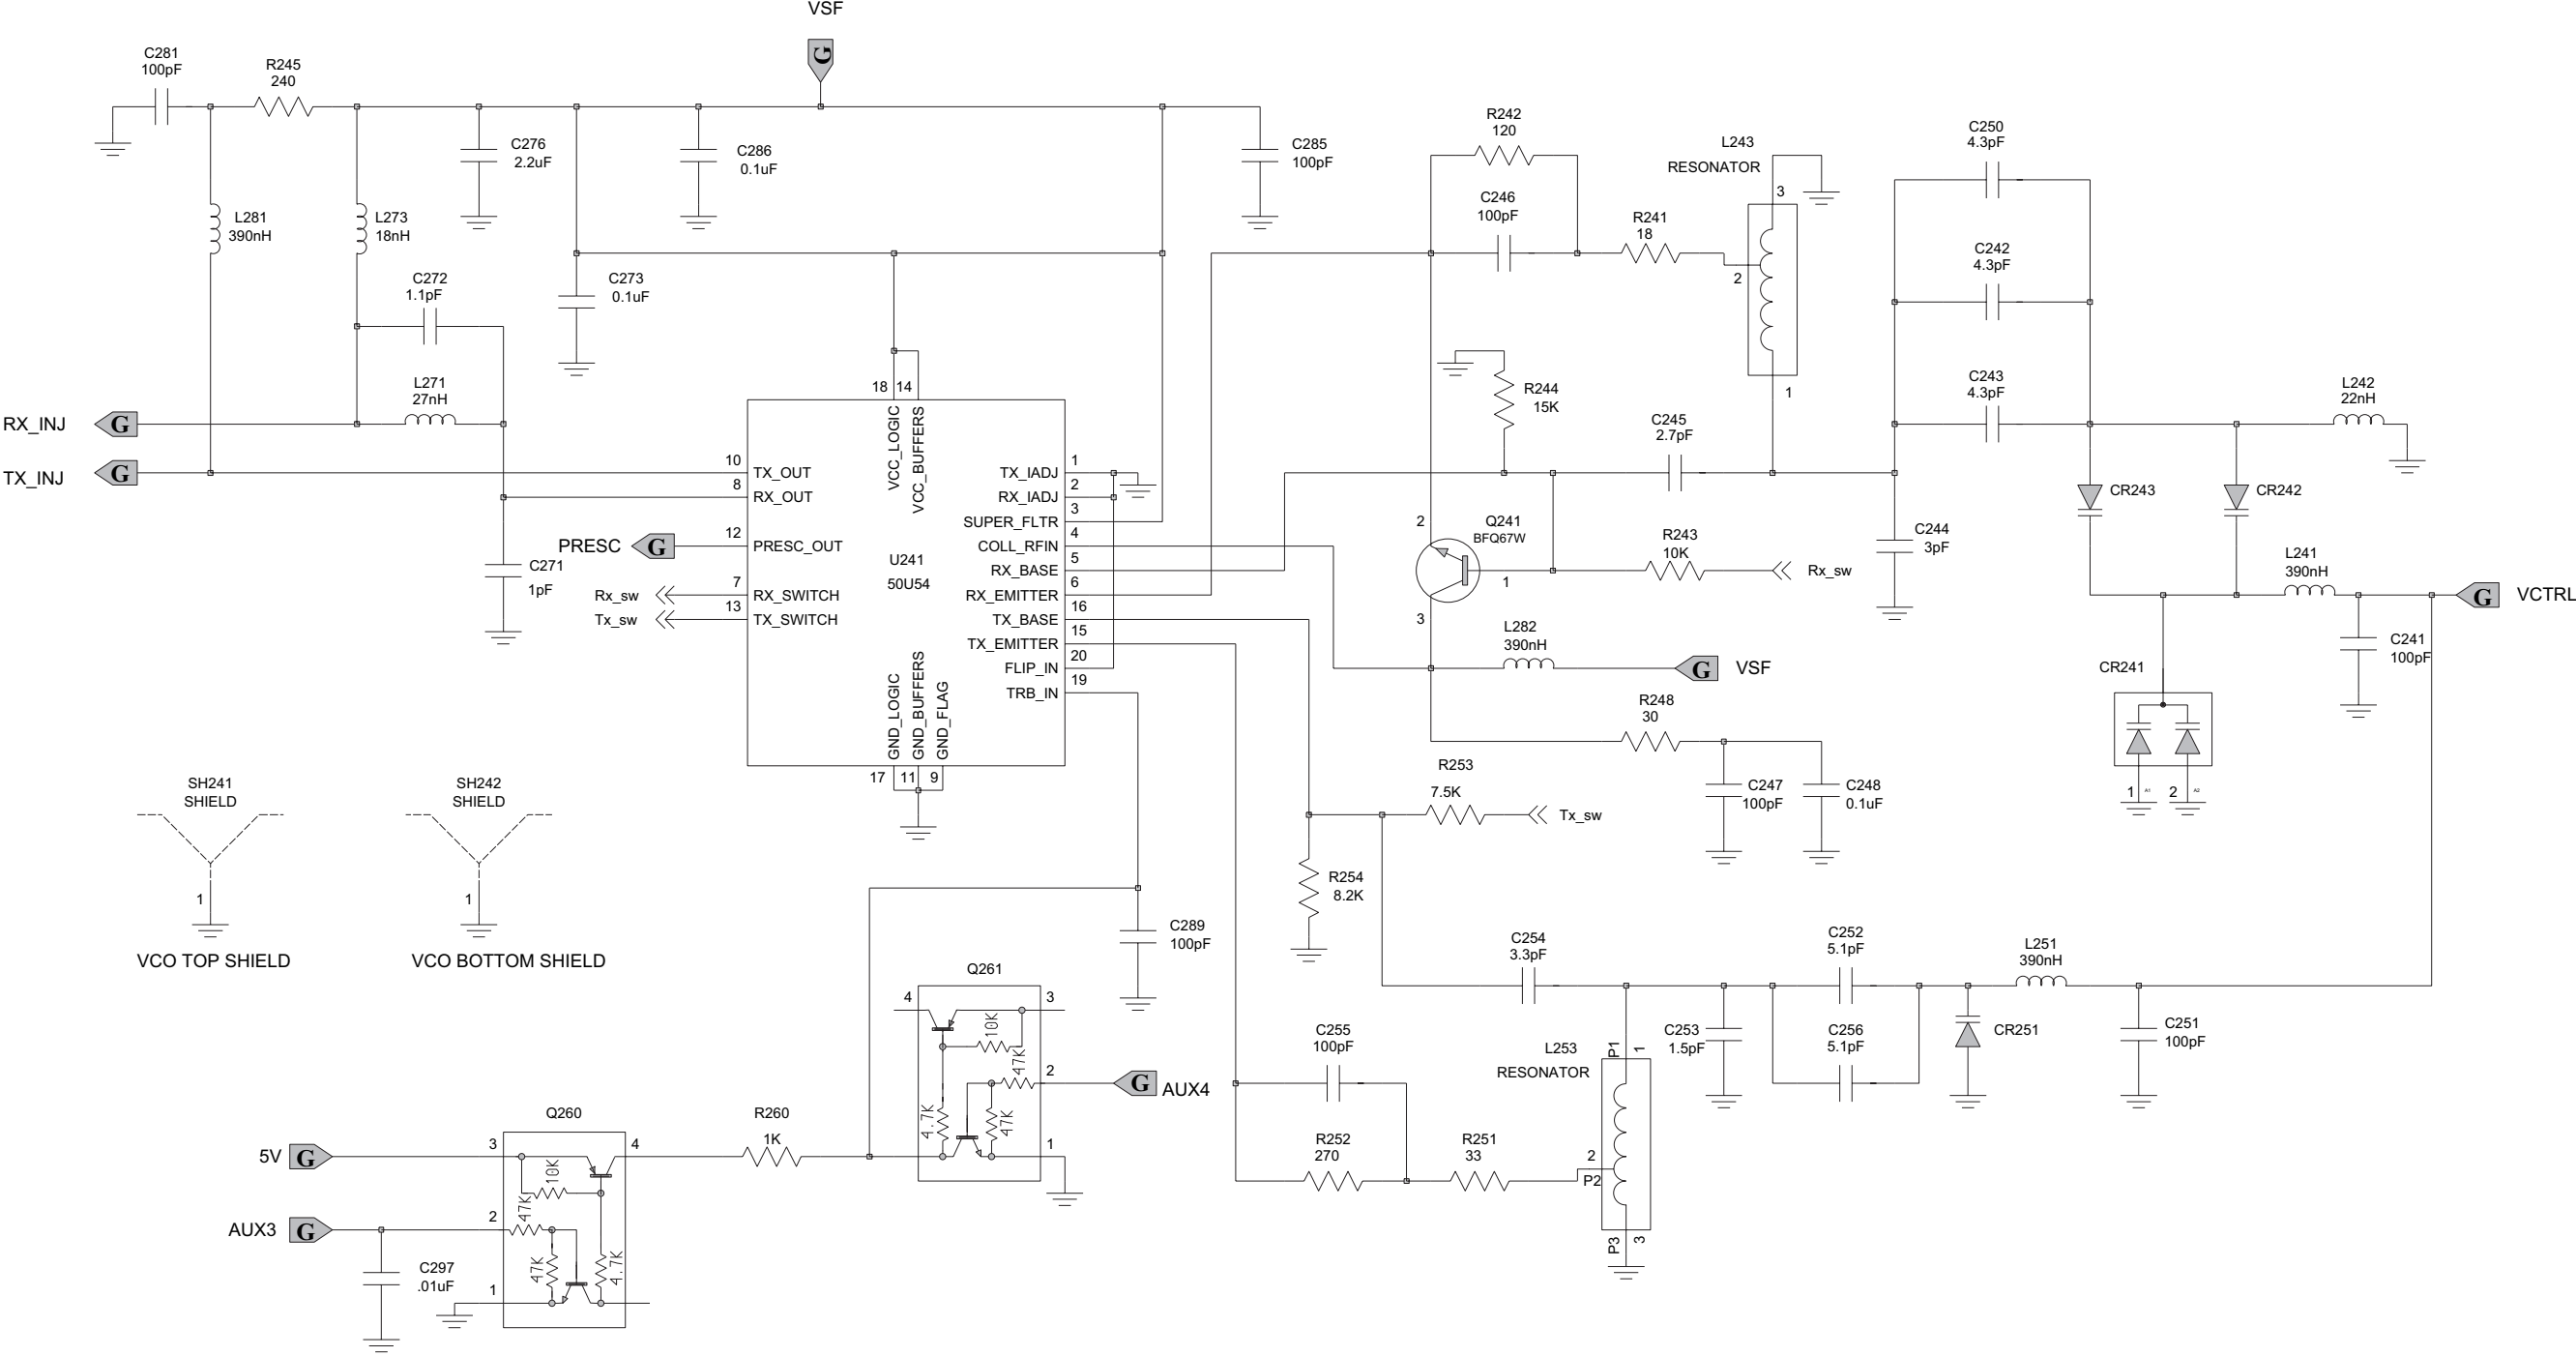 VSF
G
C281
100pF
R245
240
C276
2.2uF
C286
0.1uF
C285
100pF
L281
390nH
L273
18nH
C272
1.1pF
C273
0.1uF
L271
27nH
RX_INJ
G
TX_INJ
G
C271
1pF
PRESC
G
Rx_sw
Tx_sw
18
14
VCC_LOGIC
VCC_BUFFERS
10
TX_OUT
8
RX_OUT
12
PRESC_OUT
7
RX_SWITCH
13
TX_SWITCH
U241
50U54
TX_IADJ
1
RX_IADJ
2
SUPER_FLTR
3
COLL_RFIN
4
RX_BASE
5
RX_EMITTER
6
TX_BASE
16
TX_EMITTER
15
FLIP_IN
20
TRB_IN
19
GND_LOGIC
GND_BUFFERS
GND_FLAG
17
11
9
R242
120
C246
100pF
R241
18
L243
RESONATOR
3
2
1
R244
15K
C245
2.7pF
2
Q241
BFQ67W
1
3
R243
10K
Rx_sw
L282
390nH
G
VSF
R248
30
C247
100pF
C248
0.1uF
C250
4.3pF
C242
4.3pF
C243
4.3pF
L242
22nH
CR243
CR242
C244
3pF
L241
390nH
G
VCTRL
C241
100pF
CR241
1
A1
2
A2
R253
7.5K
Tx_sw
R254
8.2K
C254
3.3pF
C252
5.1pF
L251
390nH
C253
1.5pF
C256
5.1pF
CR251
C251
100pF
C255
100pF
L253
RESONATOR
P1
1
R252
270
R251
33
2
P2
P3
3
SH241
SHIELD
1
VCO TOP SHIELD
SH242
SHIELD
1
VCO BOTTOM SHIELD
C289
100pF
Q261
4
3
10K
47K
2
G
AUX4
4.7K
47K
1
Q260
R260
1K
5V
G
3
4
10K
47K
AUX3
G
2
47K
4.7K
1
C297
.01uF